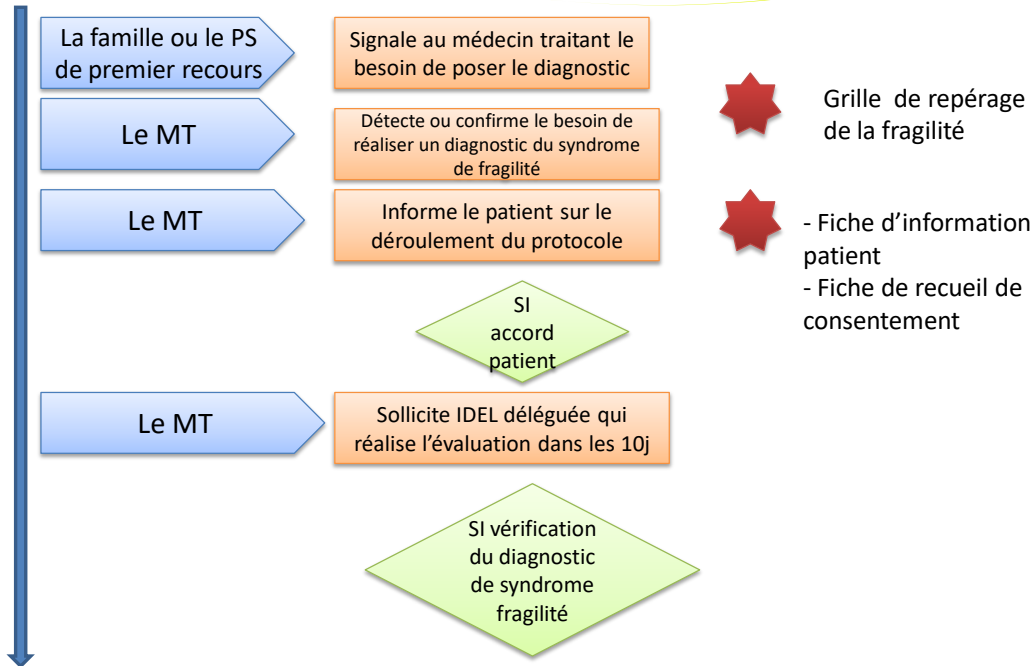 La famille ou le PS
de premier recours
Signale au médecin traitant le
besoin de poser le diagnostic
Le MT
Détecte ou confirme le besoin de
réaliser un diagnostic du syndrome
de fragilité
Grille de repérage
de la fragilité
Le MT
Informe le patient sur le
déroulement du protocole
- Fiche d’information
patient
- Fiche de recueil de
consentement
SI
accord
patient
Le MT
Sollicite IDEL déléguée qui
réalise l’évaluation dans les 10j
SI vérification
du diagnostic
de syndrome
fragilité